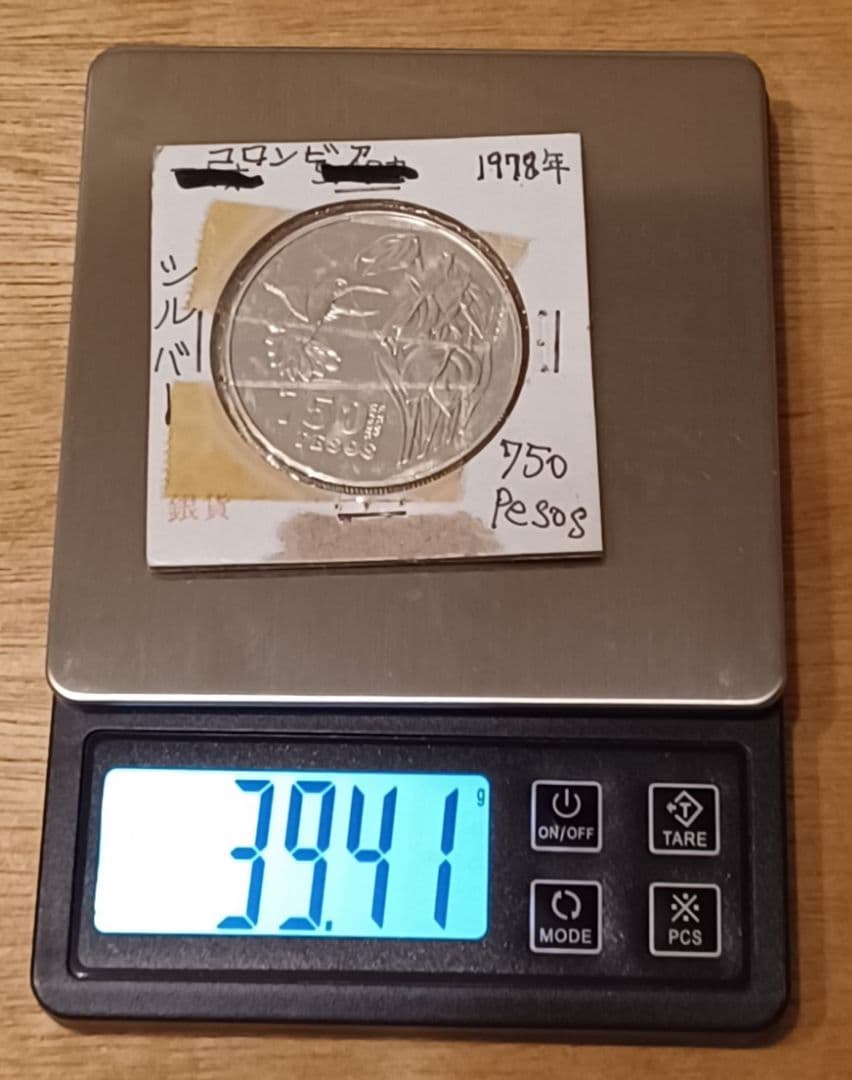 コロンビア
1978年
シルバー
750
PESOS
銀貨
750
Pesos
39.41 g
ON/OFF
TARE
MODE
PCS